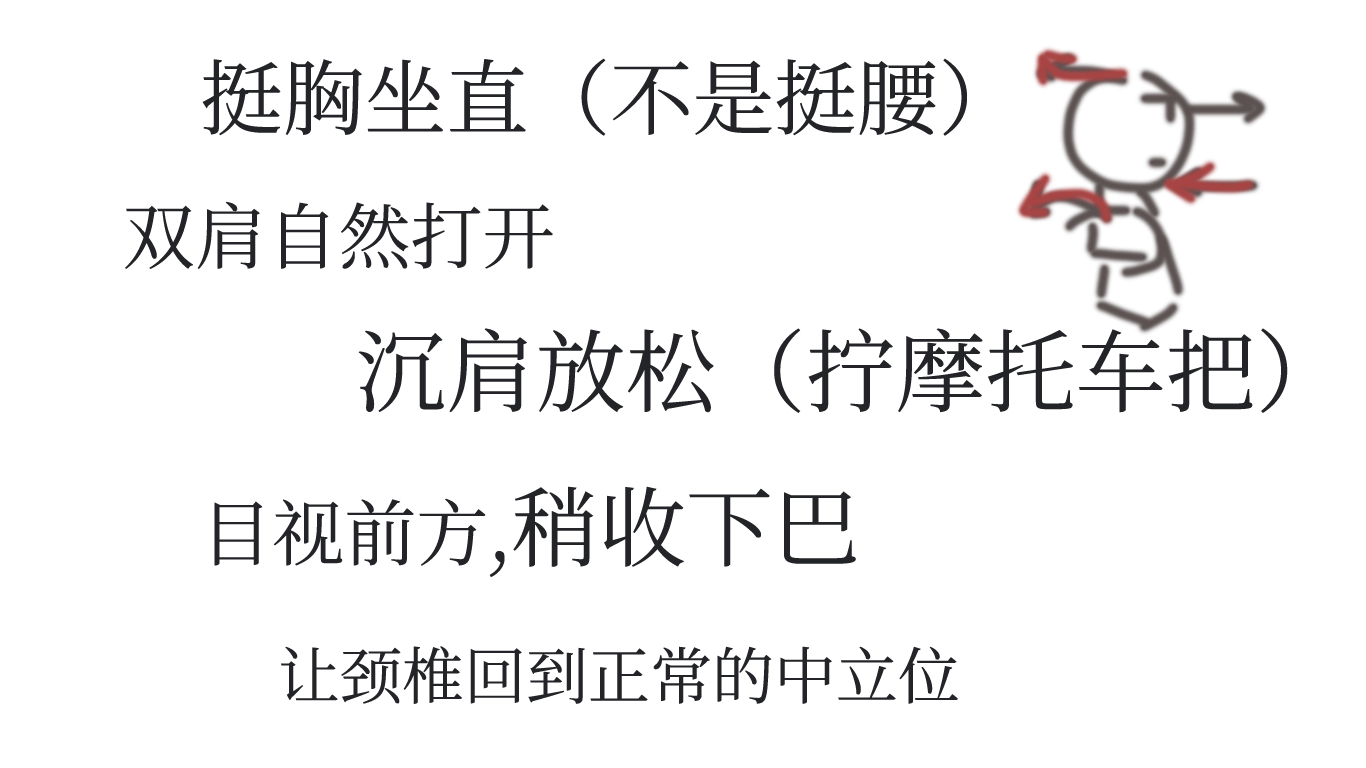 挺胸坐直（不是挺腰）
双肩自然打开
沉肩放松（拧摩托车把）
目视前方,稍收下巴
让颈椎回到正常的中立位